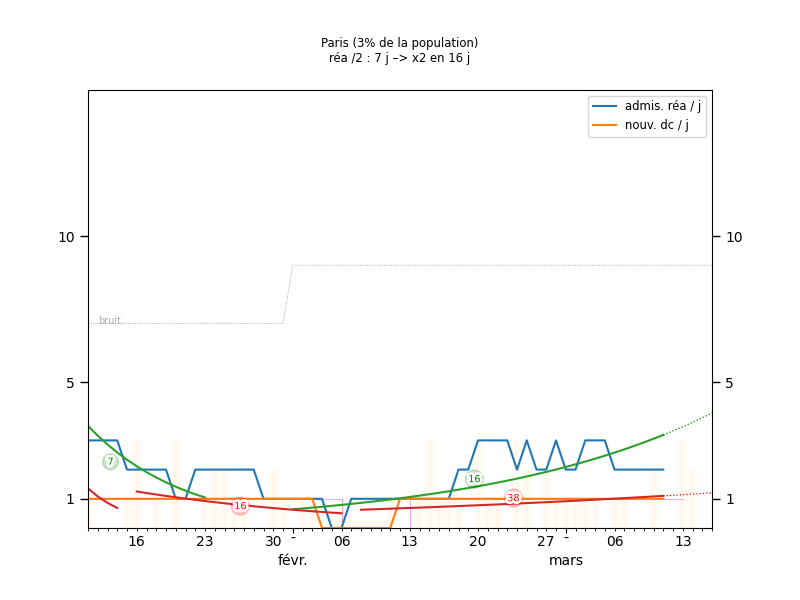 Paris (3% de la population)
réa /2 : 7 j –> x2 en 16 j
admis. réa / j
nouv. dc / j
10 10
bruit
5 5
7
16
16
38
1 1
16 23 30 - 06 13 20 27 - 06 13
févr. mars